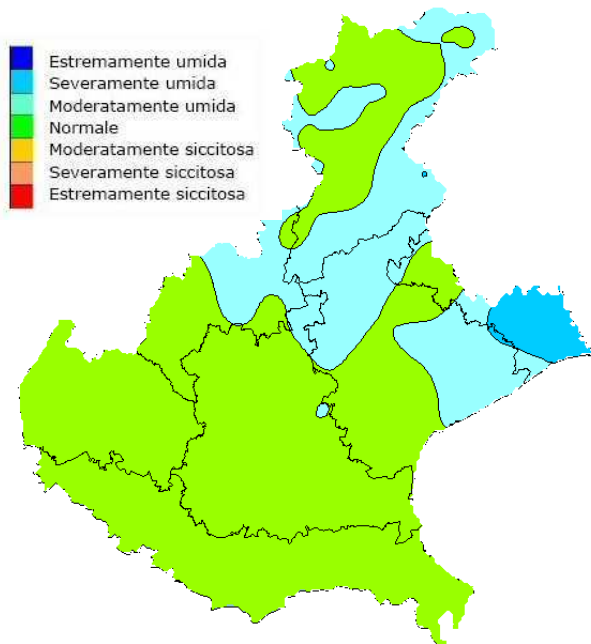 Estremamente umida
Severamente umida
Moderatamente umida
Normale
Moderatamente siccitosa
Severamente siccitosa
Estremamente siccitosa